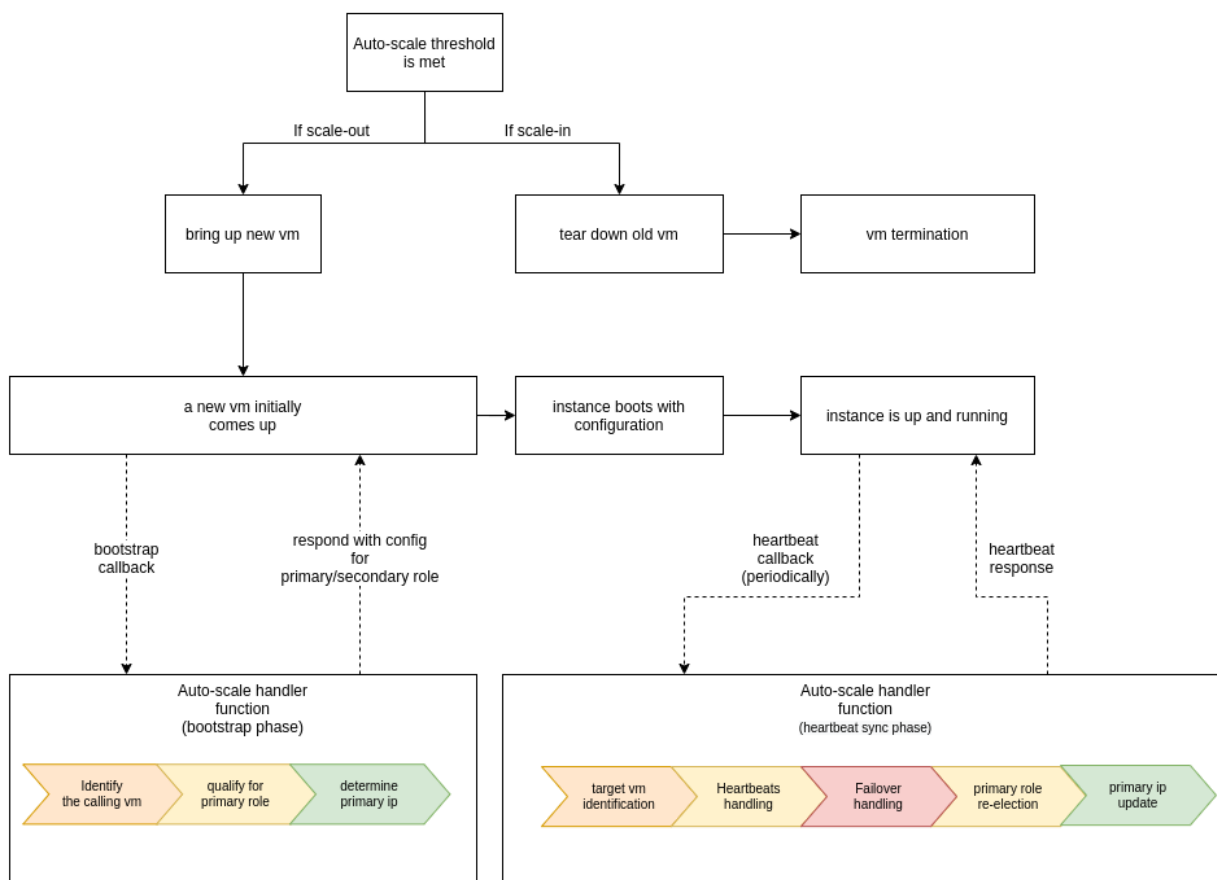 Auto-scale threshold
is met
If scale-out
If scale-in
bring up new vm
tear down old vm
vm termination
a new vm initially
comes up
instance boots with
configuration
instance is up and running
bootstrap
callback
respond with config
for
primary/secondary role
heartbeat
callback
(periodically)
heartbeat
response
Auto-scale handler
function
(bootstrap phase)
Identify
the calling vm
qualify for
primary role
determine
primary ip
Auto-scale handler
function
(heartbeat sync phase)
target vm
identification
Heartbeats
handling
Failover
handling
primary role
re-election
primary ip
update